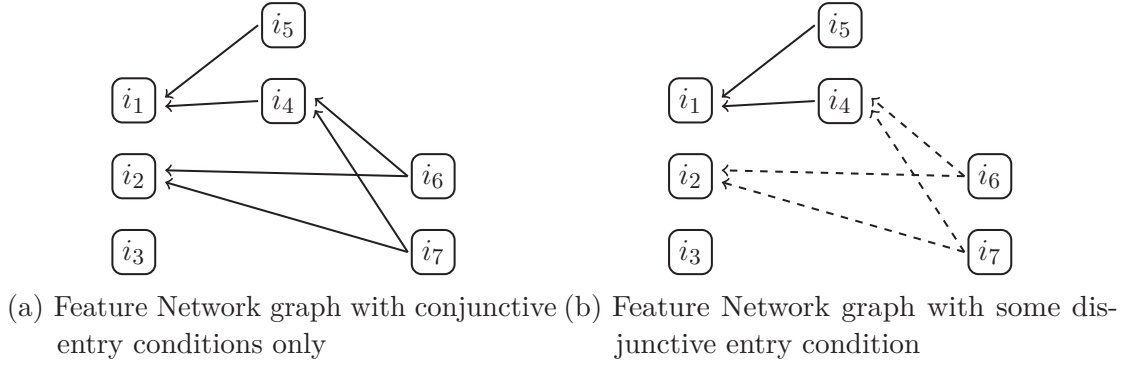 i5
i5
i1
i4
i1
i4
i2
i6
i2
i6
i3
i7
i3
i7
(a) Feature Network graph with conjunctive
entry conditions only
(b) Feature Network graph with some dis-
junctive entry condition